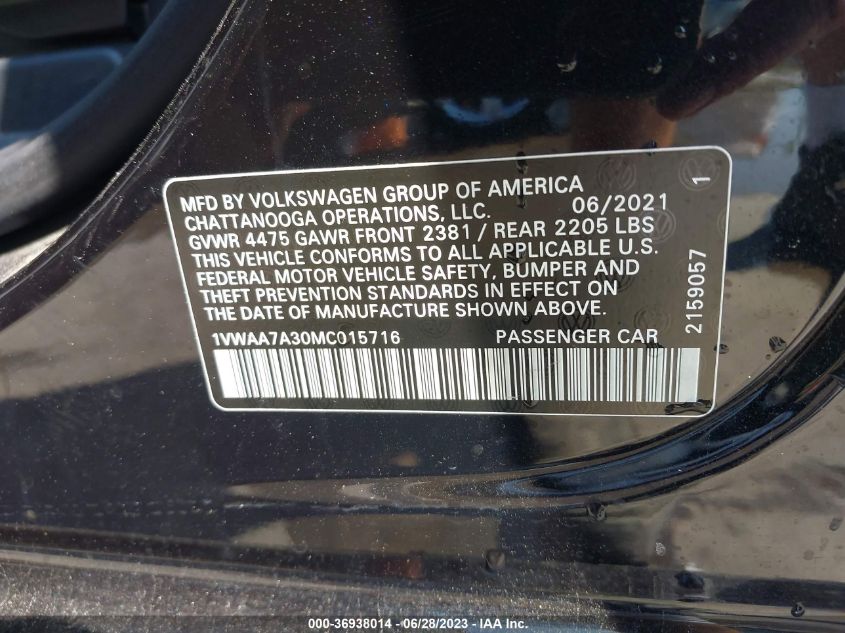 MFD BY VOLKSWAGEN GROUP OF AMERICA
CHATTANOOGA OPERATIONS, LLC. 06/2021
GVWR 4475 GAWR FRONT 2381 / REAR 2205 LBS
THIS VEHICLE CONFORMS TO ALL APPLICABLE U.S.
FEDERAL MOTOR VEHICLE SAFETY, BUMPER AND
THEFT PREVENTION STANDARDS IN EFFECT ON
THE DATE OF MANUFACTURE SHOWN ABOVE.
1VWAA7A30MC015716 PASSENGER CAR
2159057 1
000-36938014 - 06/28/2023 - IAA Inc.